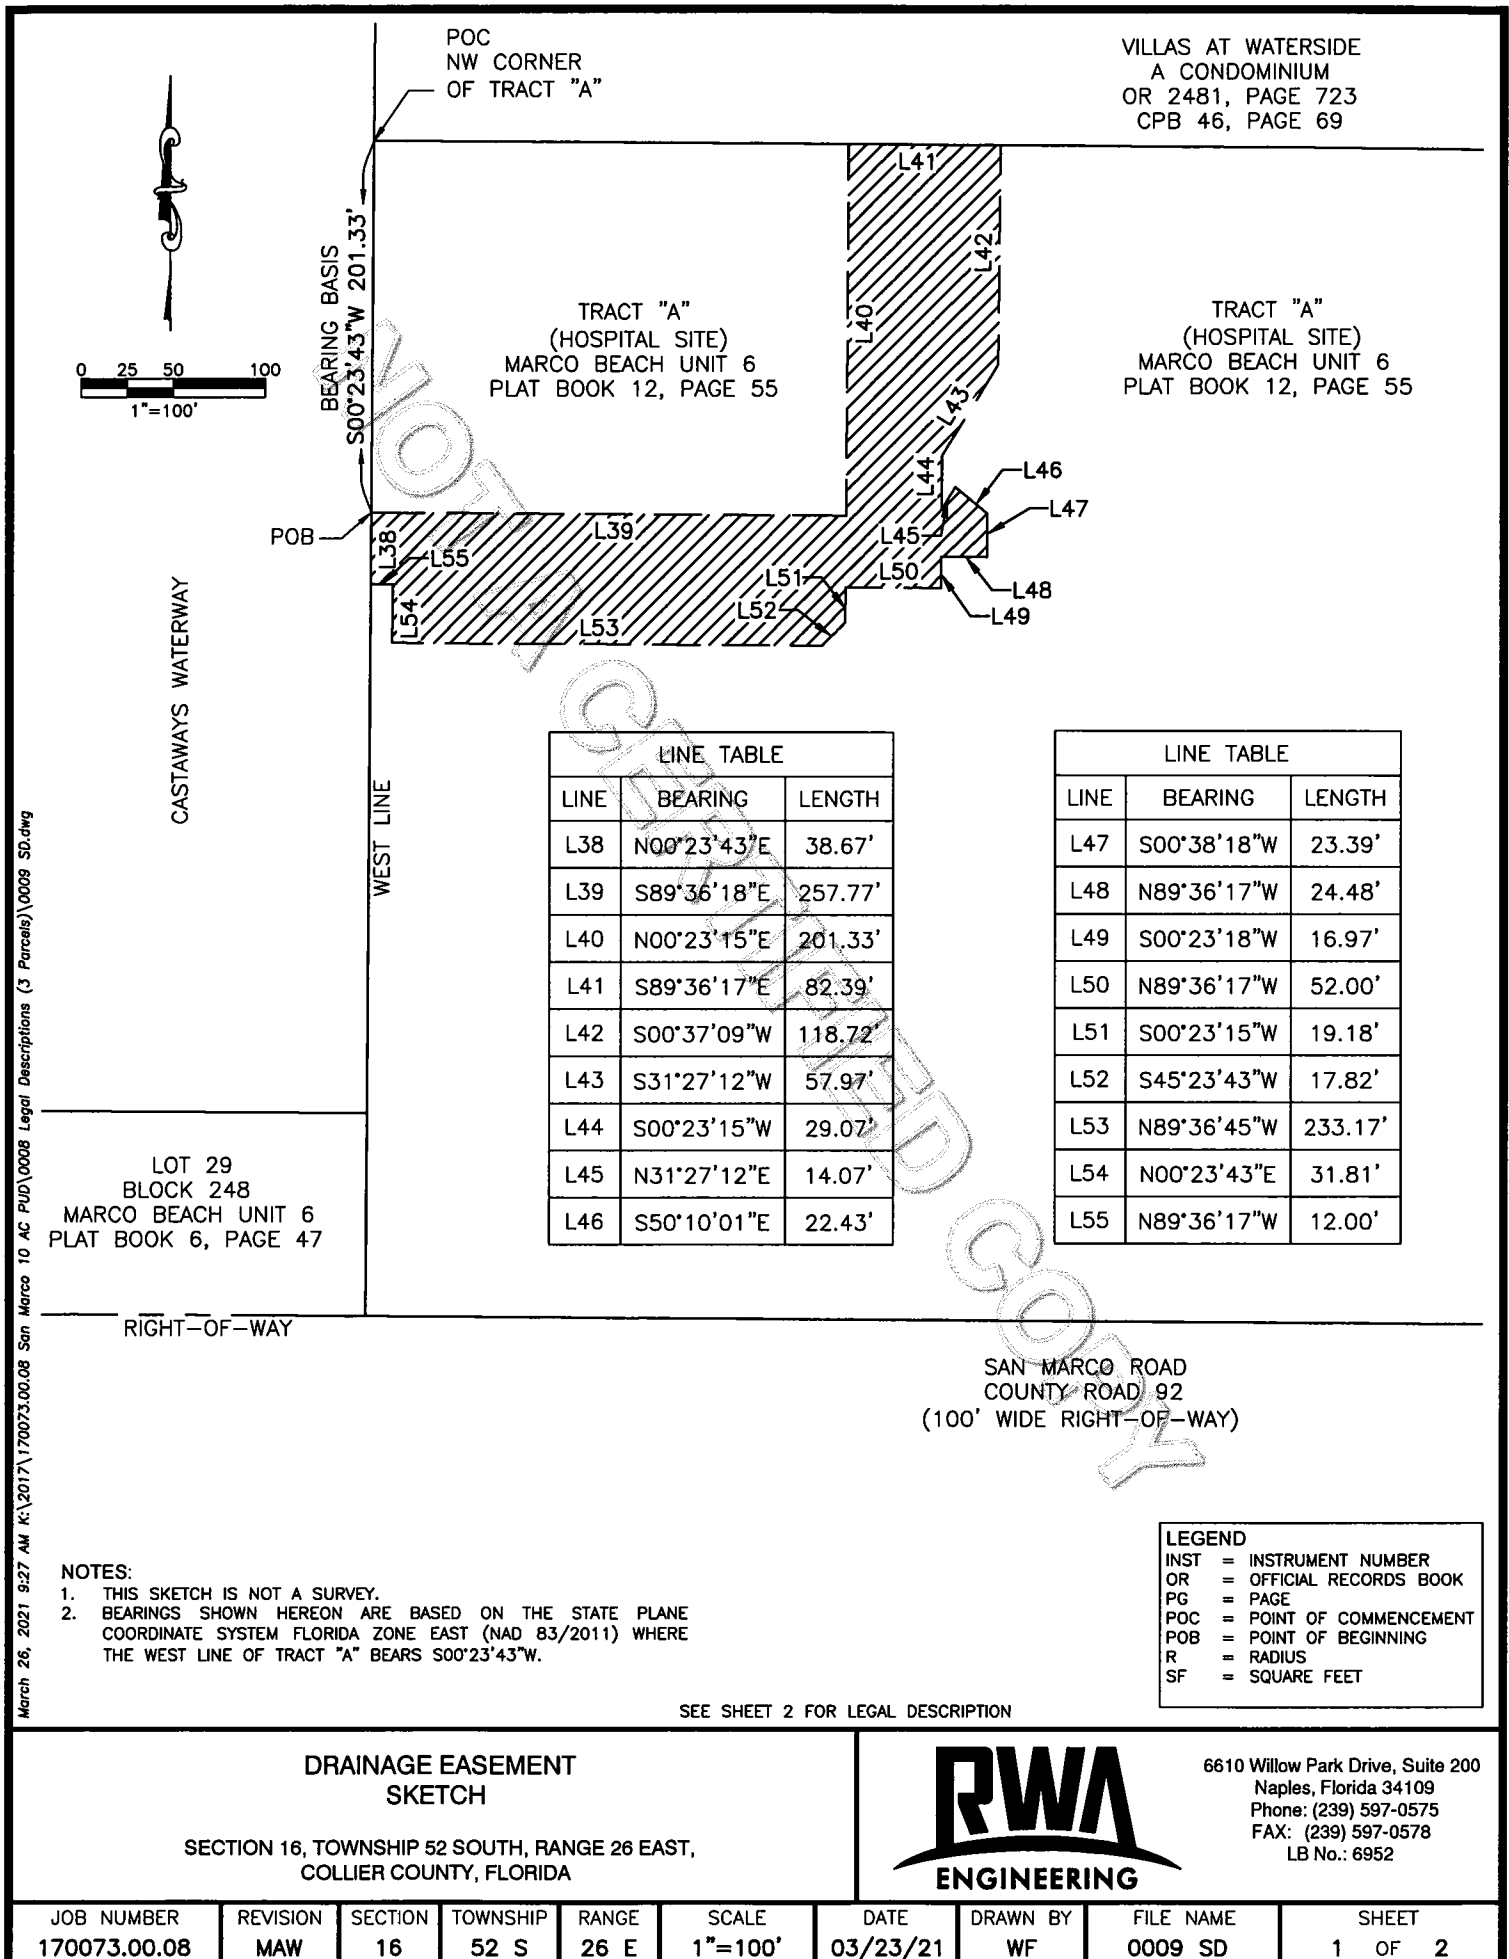 POC
NW CORNER
OF TRACT "A"
VILLAS AT WATERSIDE
A CONDOMINIUM
OR 2481, PAGE 723
CPB 46, PAGE 69
0 25 50 100
1"=100'
BEARING BASIS
S00°23'43"W 201.33'
TRACT "A"
(HOSPITAL SITE)
MARCO BEACH UNIT 6
PLAT BOOK 12, PAGE 55
TRACT "A"
(HOSPITAL SITE)
MARCO BEACH UNIT 6
PLAT BOOK 12, PAGE 55
L41
L42
L40
L43
L44
L46
L47
L45
POB
L38
L39
L55
L50
L48
L49
L51
L52
L54
L53
CASTAWAYS WATERWAY
WEST LINE
NOT A CERTIFIED COPY
LINE TABLE
LINE BEARING LENGTH
L38 N00°23'43"E 38.67'
L39 S89°36'18"E 257.77'
L40 N00°23'15"E 201.33'
L41 S89°36'17"E 82.39'
L42 S00°37'09"W 118.72'
L43 S31°27'12"W 57.97'
L44 S00°23'15"W 29.07'
L45 N31°27'12"E 14.07'
L46 S50°10'01"E 22.43'
LINE TABLE
LINE BEARING LENGTH
L47 S00°38'18"W 23.39'
L48 N89°36'17"W 24.48'
L49 S00°23'18"W 16.97'
L50 N89°36'17"W 52.00'
L51 S00°23'15"W 19.18'
L52 S45°23'43"W 17.82'
L53 N89°36'45"W 233.17'
L54 N00°23'43"E 31.81'
L55 N89°36'17"W 12.00'
LOT 29
BLOCK 248
MARCO BEACH UNIT 6
PLAT BOOK 6, PAGE 47
RIGHT-OF-WAY
SAN MARCO ROAD
COUNTY ROAD 92
(100' WIDE RIGHT-OF-WAY)
March 26, 2021 9:27 AM K:\2017\170073.00.08 San Marco 10 AC PUD\0008 Legal Descriptions (3 Parcels)\0009 SD.dwg
NOTES:
1. THIS SKETCH IS NOT A SURVEY.
2. BEARINGS SHOWN HEREON ARE BASED ON THE STATE PLANE
COORDINATE SYSTEM FLORIDA ZONE EAST (NAD 83/2011) WHERE
THE WEST LINE OF TRACT "A" BEARS S00°23'43"W.
LEGEND
INST = INSTRUMENT NUMBER
OR = OFFICIAL RECORDS BOOK
PG = PAGE
POC = POINT OF COMMENCEMENT
POB = POINT OF BEGINNING
R = RADIUS
SF = SQUARE FEET
SEE SHEET 2 FOR LEGAL DESCRIPTION
DRAINAGE EASEMENT
SKETCH
SECTION 16, TOWNSHIP 52 SOUTH, RANGE 26 EAST,
COLLIER COUNTY, FLORIDA
RWA
ENGINEERING
6610 Willow Park Drive, Suite 200
Naples, Florida 34109
Phone: (239) 597-0575
FAX: (239) 597-0578
LB No.: 6952
JOB NUMBER REVISION SECTION TOWNSHIP RANGE SCALE DATE DRAWN BY FILE NAME SHEET
170073.00.08 MAW 16 52 S 26 E 1"=100' 03/23/21 WF 0009 SD 1 OF 2